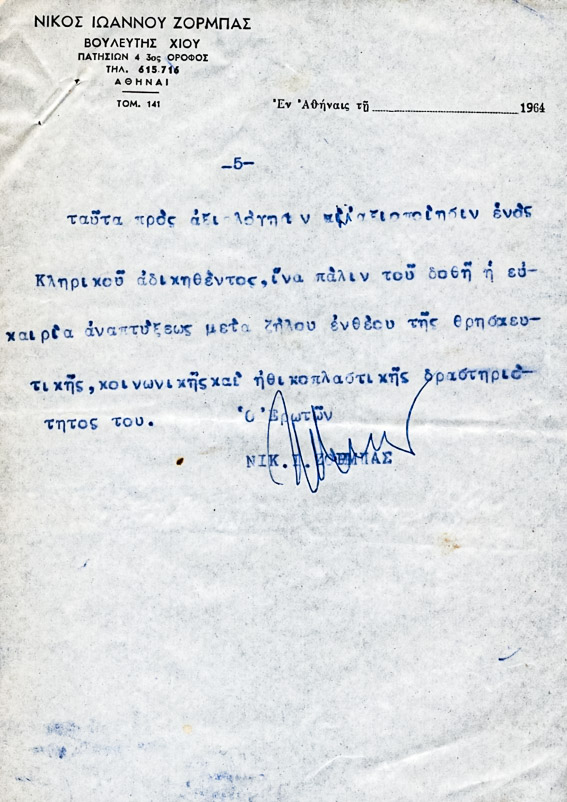 ΝΙΚΟΣ ΙΩΑΝΝΟΥ ΖΟΡΜΠΑΣ
ΒΟΥΛΕΥΤΗΣ ΧΙΟΥ
ΠΑΤΗΣΙΩΝ 4 3ος ΟΡΟΦΟΣ
ΤΗΛ. 615.716
ΑΘΗΝΑΙ
ΤΟΜ. 141
Ἐν Ἀθήναις τῇ 1964
-5-
ταῦτα πρὸς ἀξιολόγησιν ἀξιοποίησιν ἑνὸς
Κληρικοῦ ἀδικηθέντος, ἵνα πάλιν τοῦ δοθῇ ἡ εὐ-
καιρία ἀναπτύξεως μετὰ ζήλου ἐνθέου τῆς θρησκευ-
τικῆς, κοινωνικῆς καὶ ἠθικοπλαστικῆς δραστηριό-
τητος του.
Ὁ Ἐρωτῶν
ΝΙΚ. Ι. ΖΟΡΜΠΑΣ